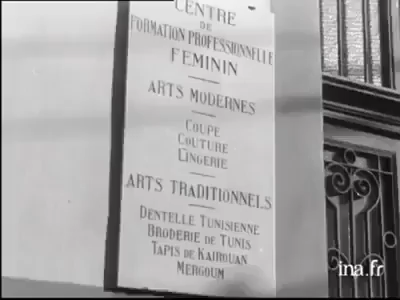 CENTRE
DE
FORMATION PROFESSIONNELLE
FEMININ
ARTS MODERNES
COUPE
COUTURE
LINGERIE
ARTS TRADITIONNELS
DENTELLE TUNISIENNE
BRODERIE DE TUNIS
TAPIS DE KAIROUAN
MERGOUM
ina.fr